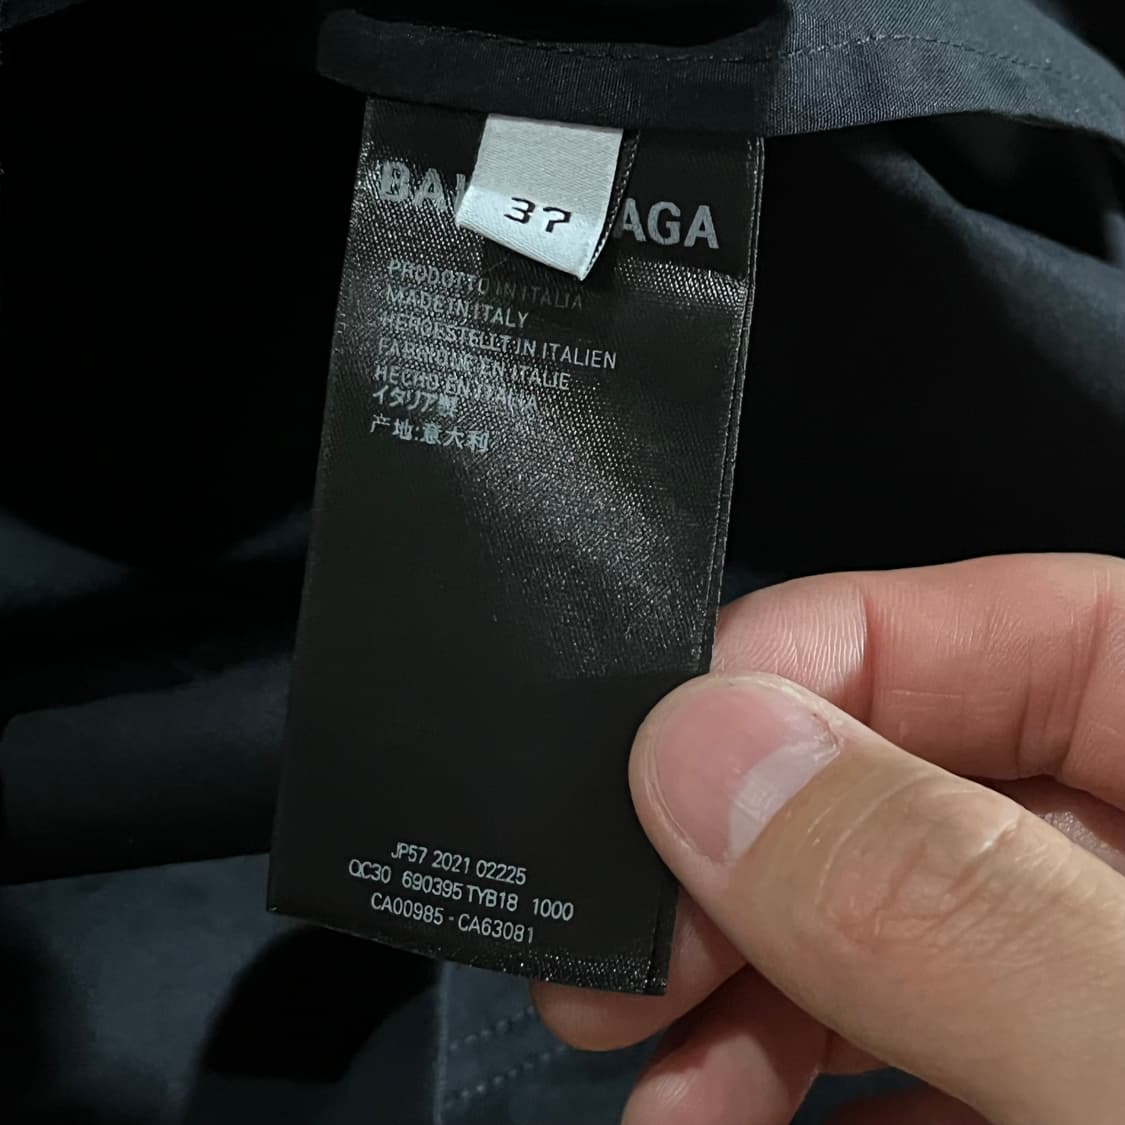 BAL AGA
37
PRODOTTO IN ITALIA
MADE IN ITALY
HERGESTELLT IN ITALIEN
FABRIQUE EN ITALIE
HECHO EN ITALIA
イタリア製
产地:意大利
JP57 2021 02225
QC30 690395 TYB18 1000
CA00985 - CA63081